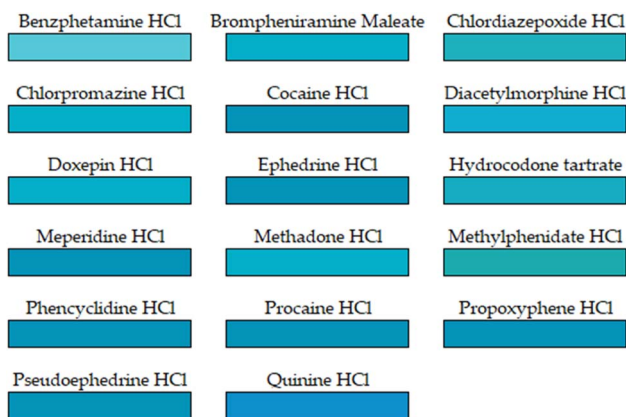 Benzphetamine HCl
Brompheniramine Maleate
Chlordiazepoxide HCl
Chlorpromazine HCl
Cocaine HCl
Diacetylmorphine HCl
Doxepin HCl
Ephedrine HCl
Hydrocodone tartrate
Meperidine HCl
Methadone HCl
Methylphenidate HCl
Phencyclidine HCl
Procaine HCl
Propoxyphene HCl
Pseudoephedrine HCl
Quinine HCl